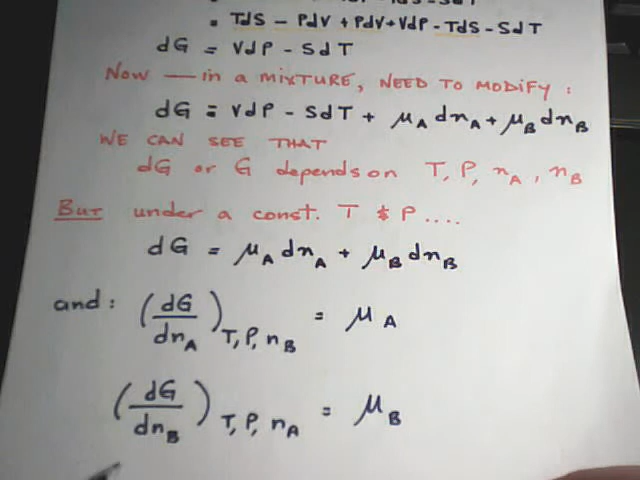 = TdS - PdV + PdV + VdP - TdS - SdT
dG = VdP - SdT
Now — in a MIXTURE, NEED TO MODIFY:
dG = VdP - SdT + μA dnA + μB dnB
WE CAN SEE THAT
dG or G depends on T, P, nA, nB
But under a const. T & P ....
dG = μA dnA + μB dnB
and: (dG/dnA)T,P,nB = μA
(dG/dnB)T,P,nA = μB